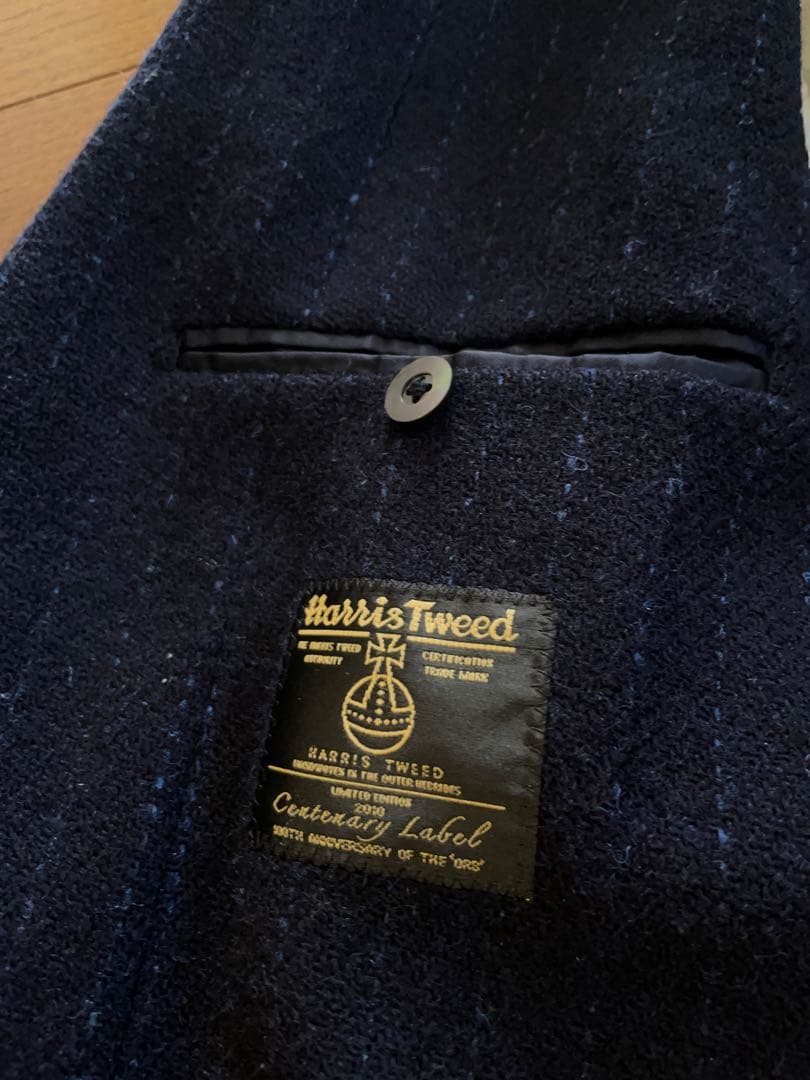 Harris Tweed
THE HARRIS TWEED
AUTHORITY
CERTIFICATION
TRADE MARK
HARRIS TWEED
HANDWOVEN IN THE OUTER HEBRIDES
LIMITED EDITION
2010
Centenary Label
100TH ANNIVERSARY OF THE 'ORB'